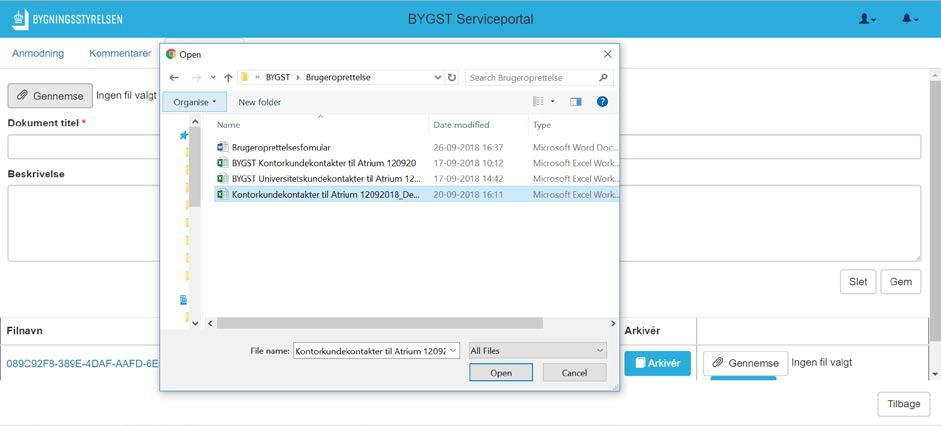 BYGNINGSSTYRELSEN
BYGST Serviceportal
Anmodning Kommentarer
Open
BYGST > Brugeroprettelse
Search Brugeroprettelse
Organise
New folder
Name Date modified Type
Brugeroprettelsesfomular 26-09-2018 16:37 Microsoft Word Doc...
BYGST Kontorkundekontakter til Atrium 120920 17-09-2018 10:12 Microsoft Excel Work...
BYGST Universitetskundekontakter til Atrium 12... 17-09-2018 14:42 Microsoft Excel Work...
Kontorkundekontakter til Atrium 12092018_De... 20-09-2018 16:11 Microsoft Excel Work...
File name: Kontorkundekontakter til Atrium 12092 All Files
Open Cancel
Gennemse Ingen fil valgt
Dokument titel *
Beskrivelse
Slet Gem
Filnavn Arkivér
089C92F8-389E-4DAF-AAFD-6E Arkivér Gennemse Ingen fil valgt
Tilbage